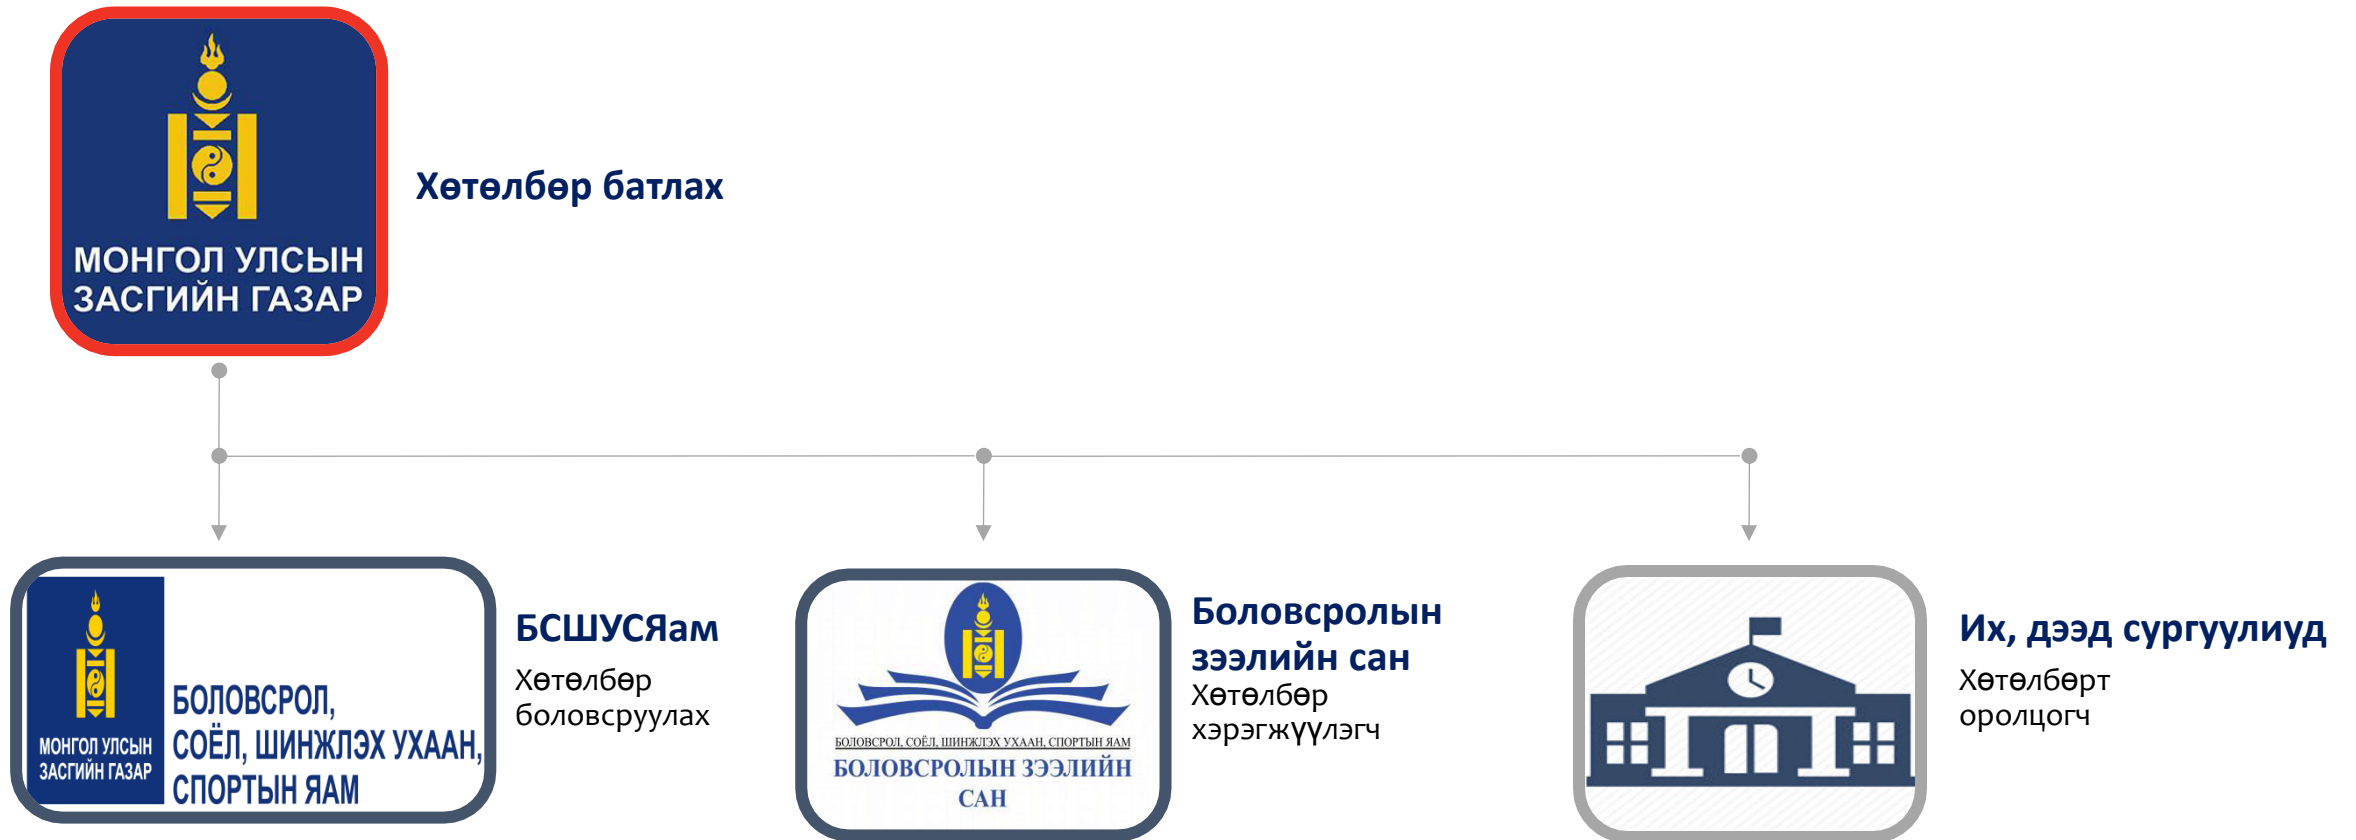 МОНГОЛ УЛСЫН
ЗАСГИЙН ГАЗАР
Хөтөлбөр батлах
МОНГОЛ УЛСЫН
ЗАСГИЙН ГАЗАР
БОЛОВСРОЛ,
СОЁЛ, ШИНЖЛЭХ УХААН,
СПОРТЫН ЯАМ
БСШУСЯам
Хөтөлбөр
боловсруулах
БОЛОВСРОЛ, СОЁЛ, ШИНЖЛЭХ УХААН, СПОРТЫН ЯАМ
БОЛОВСРОЛЫН ЗЭЭЛИЙН
САН
Боловсролын
зээлийн сан
Хөтөлбөр
хэрэгжүүлэгч
Их, дээд сургуулиуд
Хөтөлбөрт
оролцогч